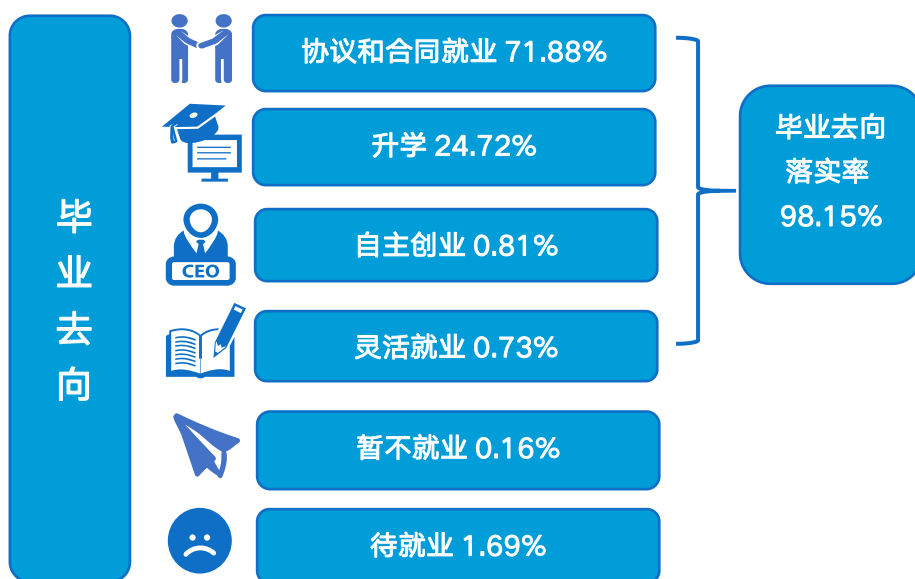 毕业去向
协议和合同就业 71.88%
升学 24.72%
CEO
自主创业 0.81%
灵活就业 0.73%
暂不就业 0.16%
待就业 1.69%
毕业去向
落实率
98.15%